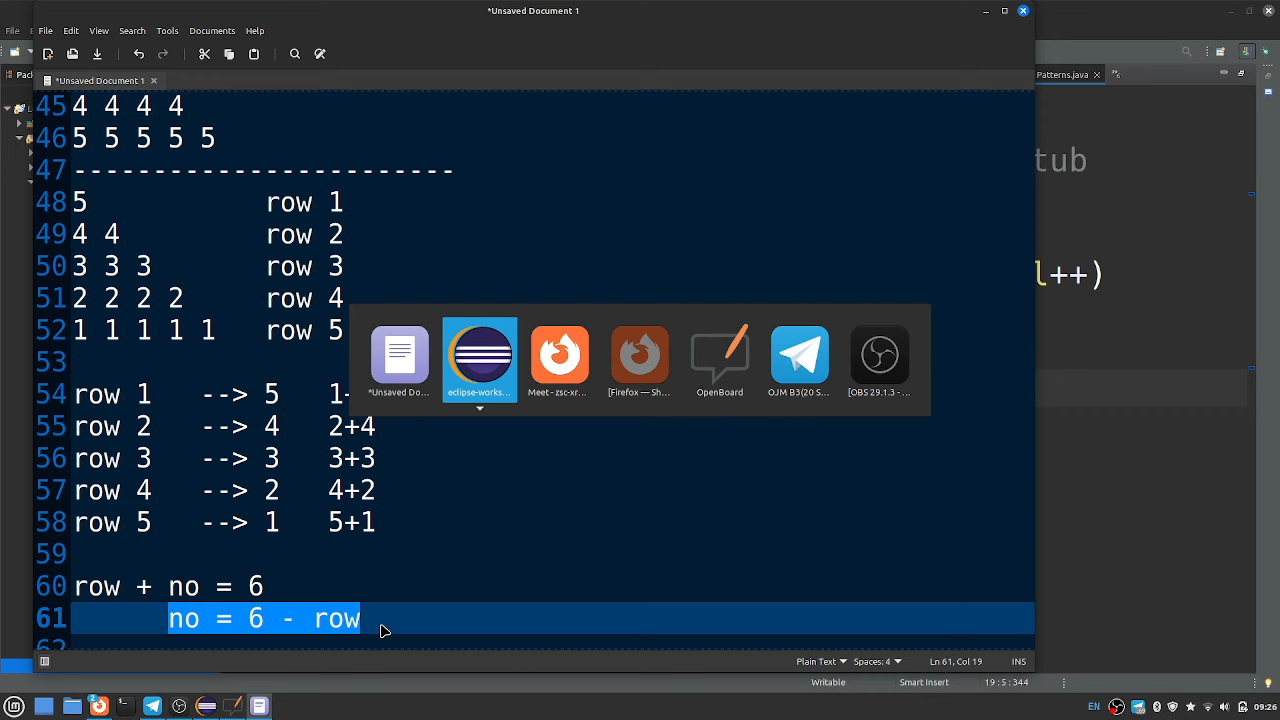 *Unsaved Document 1
File Edit View Search Tools Documents Help
*Unsaved Document 1
Patterns.java
45 4 4 4 4
46 5 5 5 5 5
47 ------------------------
48 5 row 1
49 4 4 row 2
50 3 3 3 row 3
51 2 2 2 2 row 4
52 1 1 1 1 1 row 5
53
54 row 1 --> 5 1+
55 row 2 --> 4 2+4
56 row 3 --> 3 3+3
57 row 4 --> 2 4+2
58 row 5 --> 1 5+1
59
60 row + no = 6
61 no = 6 - row
62
tub
l++)
*Unsaved Do...
eclipse-works...
Meet - zsc-xr...
[Firefox — Sh...
OpenBoard
OJM B3(20 S...
[OBS 29.1.3 - ...
Plain Text Spaces: 4 Ln 61, Col 19 INS
Writable Smart Insert 19 : 5 : 344
2
EN 09:26